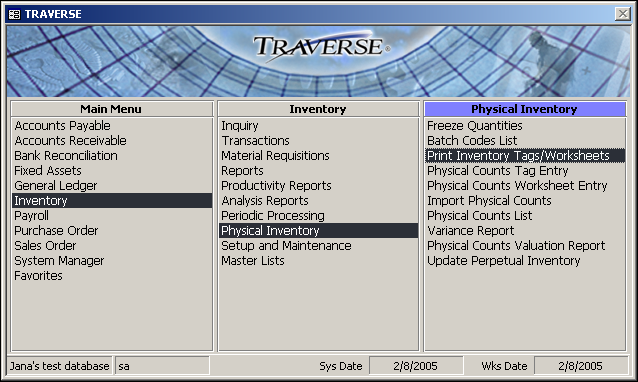 TRAVERSE
TRAVERSE®
Main Menu
Accounts Payable
Accounts Receivable
Bank Reconciliation
Fixed Assets
General Ledger
Inventory
Payroll
Purchase Order
Sales Order
System Manager
Favorites
Inventory
Inquiry
Transactions
Material Requisitions
Reports
Productivity Reports
Analysis Reports
Periodic Processing
Physical Inventory
Setup and Maintenance
Master Lists
Physical Inventory
Freeze Quantities
Batch Codes List
Print Inventory Tags/Worksheets
Physical Counts Tag Entry
Physical Counts Worksheet Entry
Import Physical Counts
Physical Counts List
Variance Report
Physical Counts Valuation Report
Update Perpetual Inventory
Jana's test database sa Sys Date 2/8/2005 Wks Date 2/8/2005